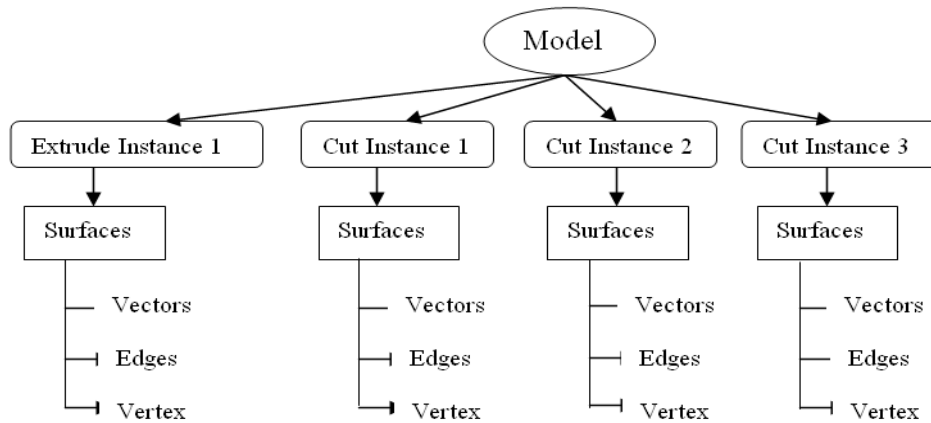 Model
Extrude Instance 1
Cut Instance 1
Cut Instance 2
Cut Instance 3
Surfaces
Surfaces
Surfaces
Surfaces
Vectors
Vectors
Vectors
Vectors
Edges
Edges
Edges
Edges
Vertex
Vertex
Vertex
Vertex